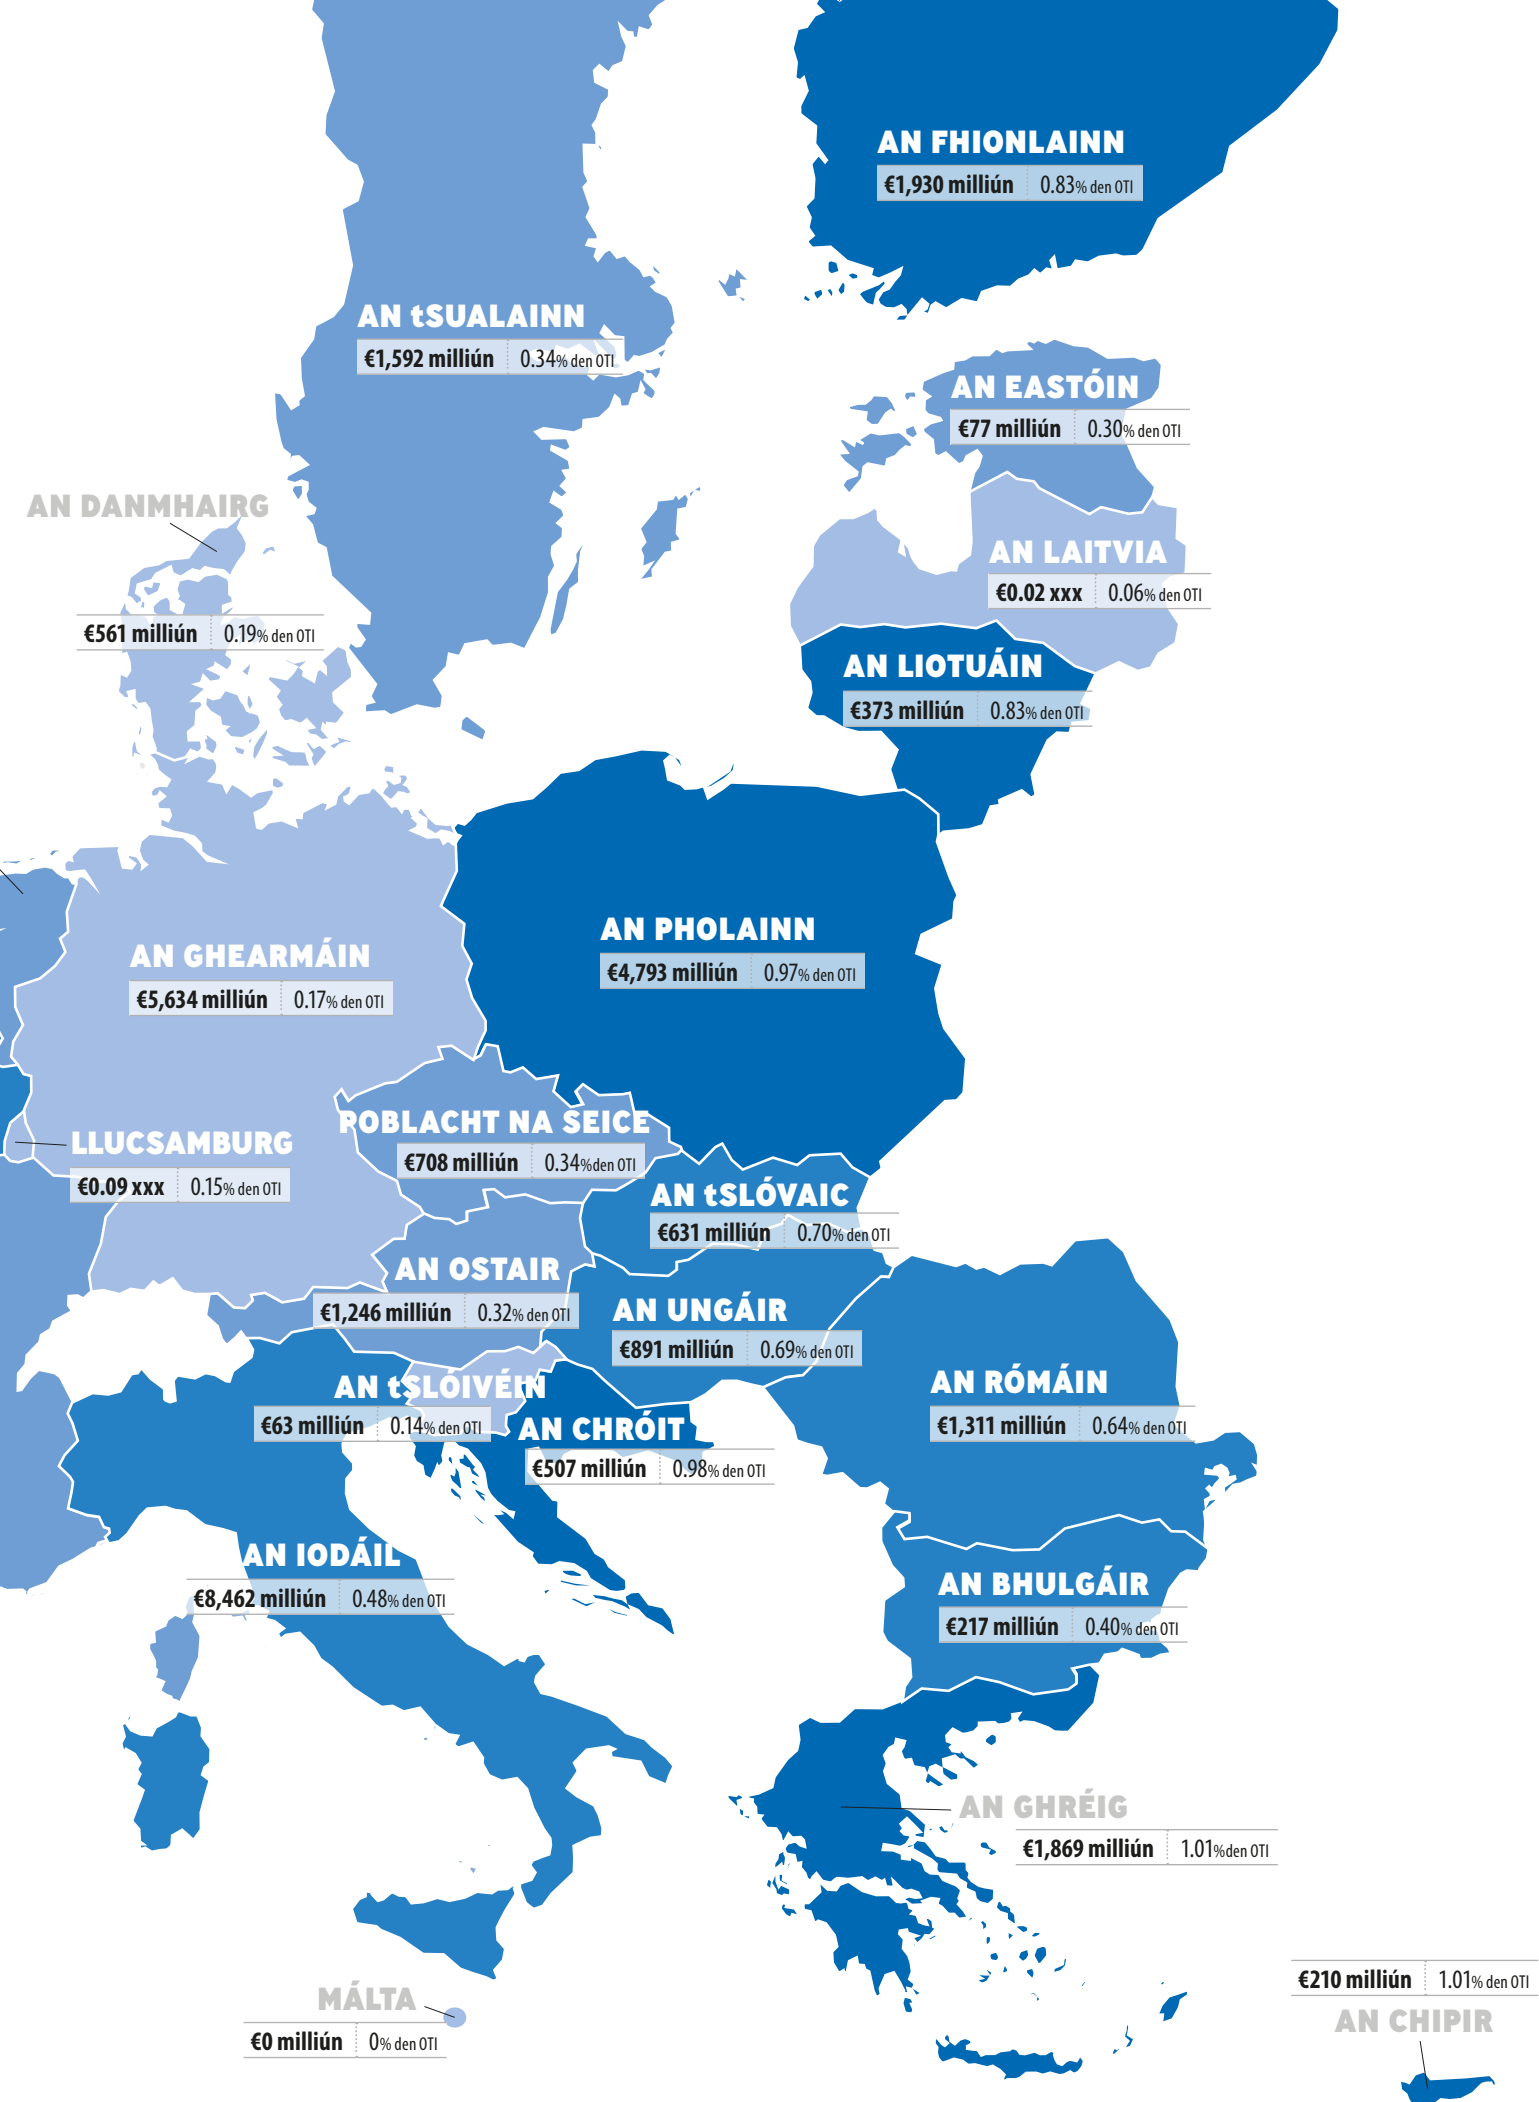 AN FHIONLAINN
€1,930 milliún 0.83% den OTI
AN tSUALAINN
€1,592 milliún 0.34% den OTI
AN EASTÓIN
€77 milliún 0.30% den OTI
AN DANMHAIRG
€561 milliún 0.19% den OTI
AN LAITVIA
€0.02 xxx 0.06% den OTI
AN LIOTUÁIN
€373 milliún 0.83% den OTI
AN PHOLAINN
€4,793 milliún 0.97% den OTI
AN GHEARMÁIN
€5,634 milliún 0.17% den OTI
POBLACHT NA SEICE
€708 milliún 0.34%den OTI
LLUCSAMBURG
€0.09 xxx 0.15% den OTI
AN tSLÓVAIC
€631 milliún 0.70% den OTI
AN OSTAIR
€1,246 milliún 0.32% den OTI
AN UNGÁIR
€891 milliún 0.69% den OTI
AN RÓMÁIN
€1,311 milliún 0.64% den OTI
AN tSLÓIVÉIN
€63 milliún 0.14% den OTI
AN CHRÓIT
€507 milliún 0.98% den OTI
AN IODÁIL
€8,462 milliún 0.48% den OTI
AN BHULGÁIR
€217 milliún 0.40% den OTI
AN GHRÉIG
€1,869 milliún 1.01%den OTI
MÁLTA
€0 milliún 0% den OTI
€210 milliún 1.01% den OTI
AN CHIPIR